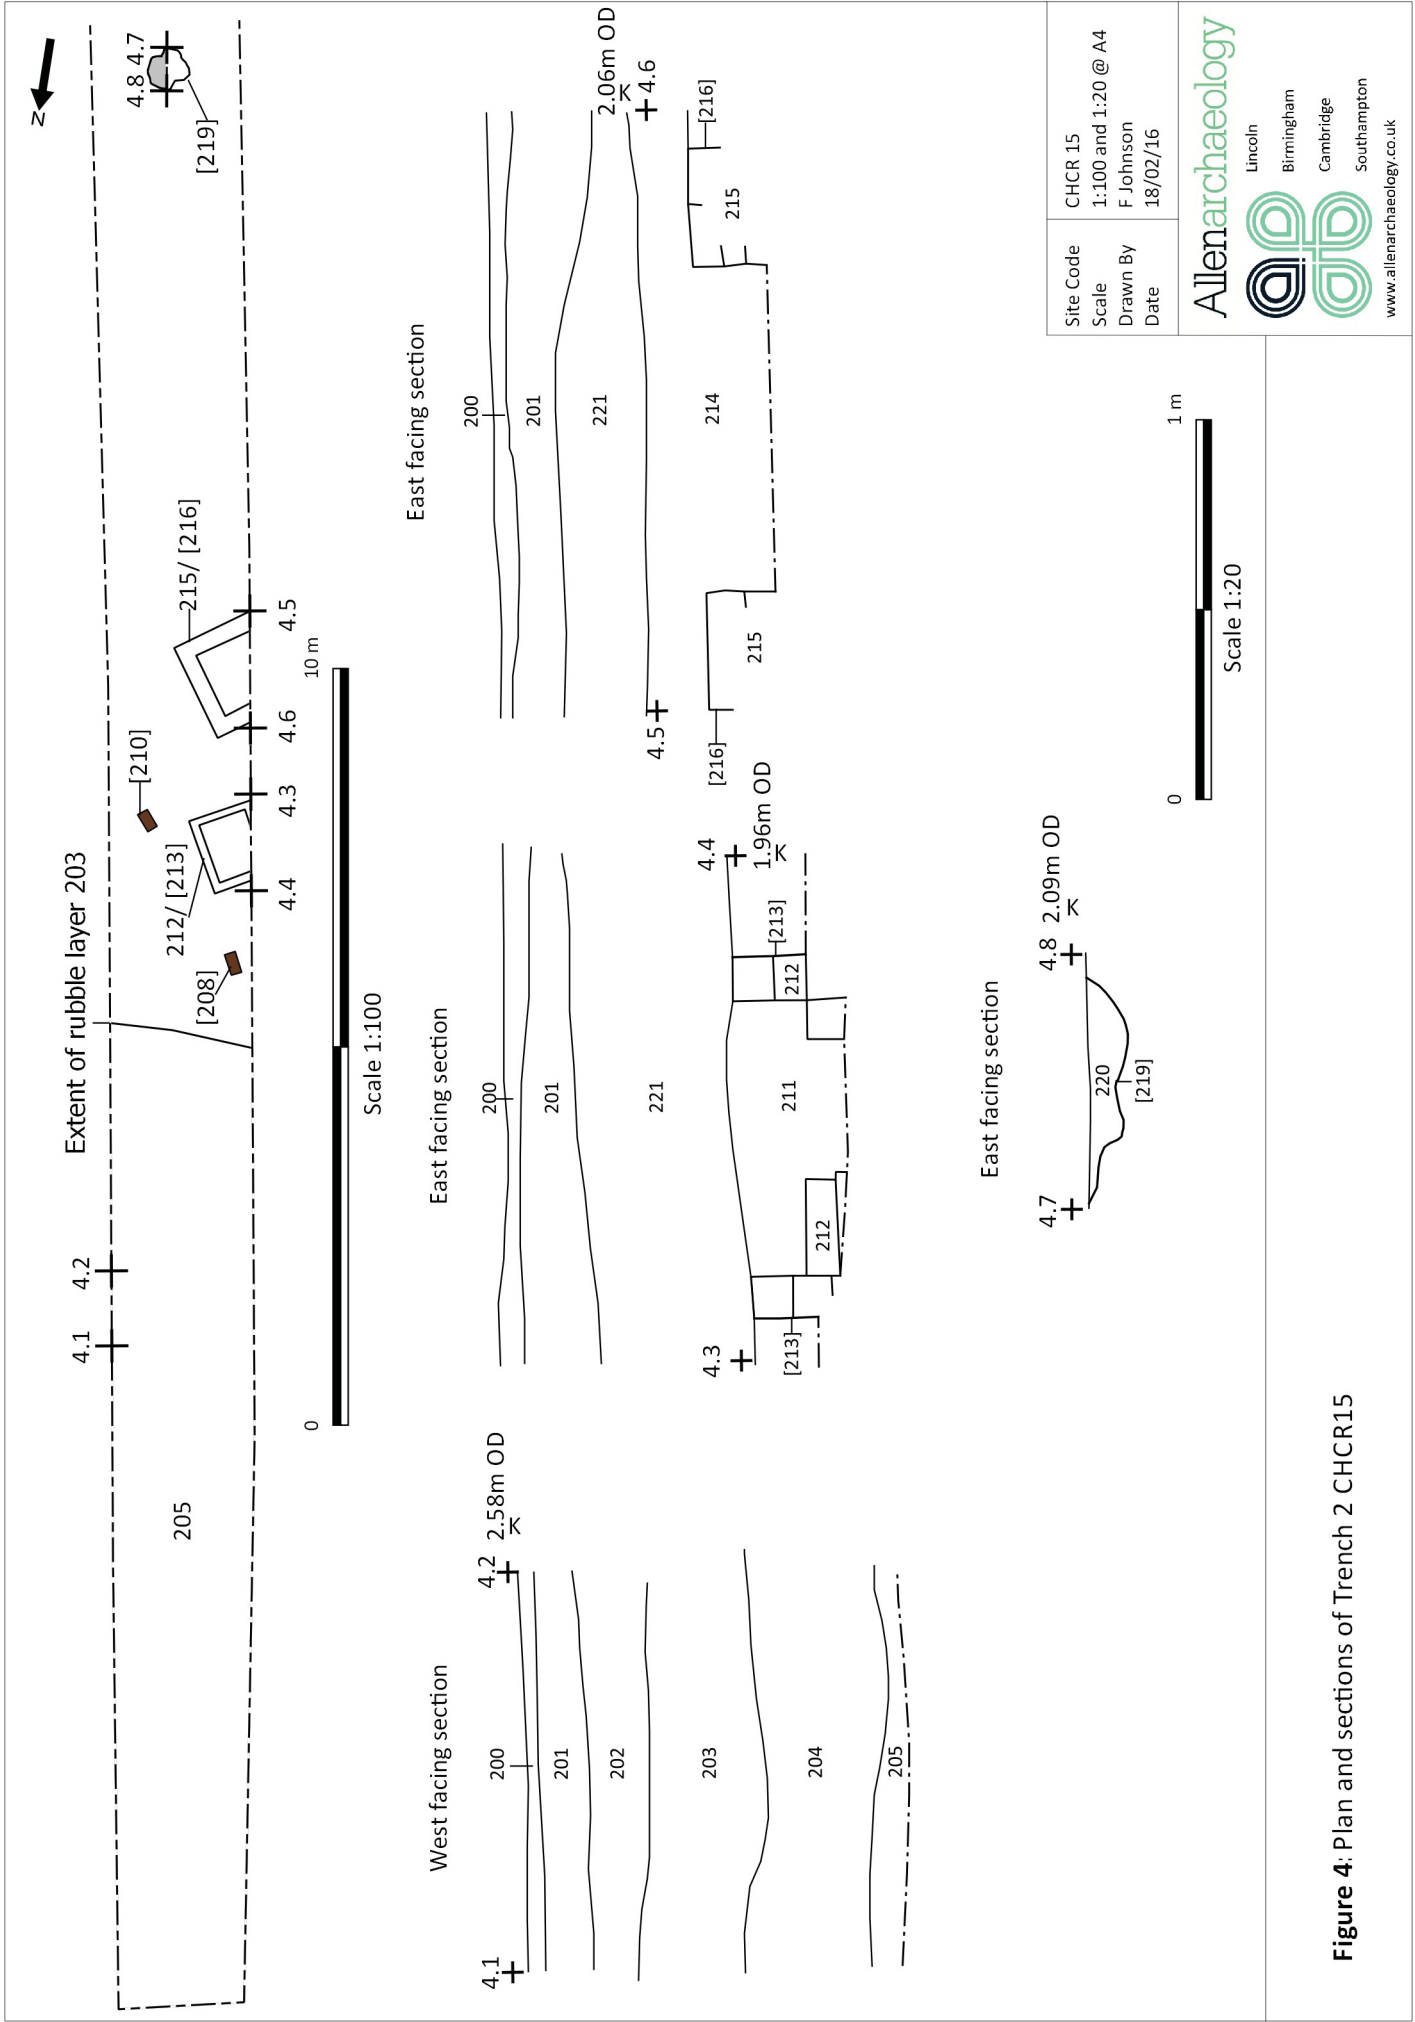 N
4.1
4.2
Extent of rubble layer 203
[210]
215/ [216]
4.8
4.7
[219]
205
[208]
212/ [213]
4.4
4.3
4.6
4.5
0
10 m
Scale 1:100
West facing section
4.1
4.2
2.58m OD
200
201
202
203
204
205
East facing section
200
201
221
4.3
4.4
1.96m OD
[213]
212
211
212
[213]
East facing section
200
201
221
4.5
2.06m OD
4.6
[216]
215
214
215
[216]
East facing section
4.7
4.8
2.09m OD
220
[219]
0
1 m
Scale 1:20
Figure 4: Plan and sections of Trench 2 CHCR15
Site Code CHCR 15
Scale 1:100 and 1:20 @ A4
Drawn By F Johnson
Date 18/02/16
Allenarchaeology
Lincoln
Birmingham
Cambridge
Southampton
www.allenarchaeology.co.uk